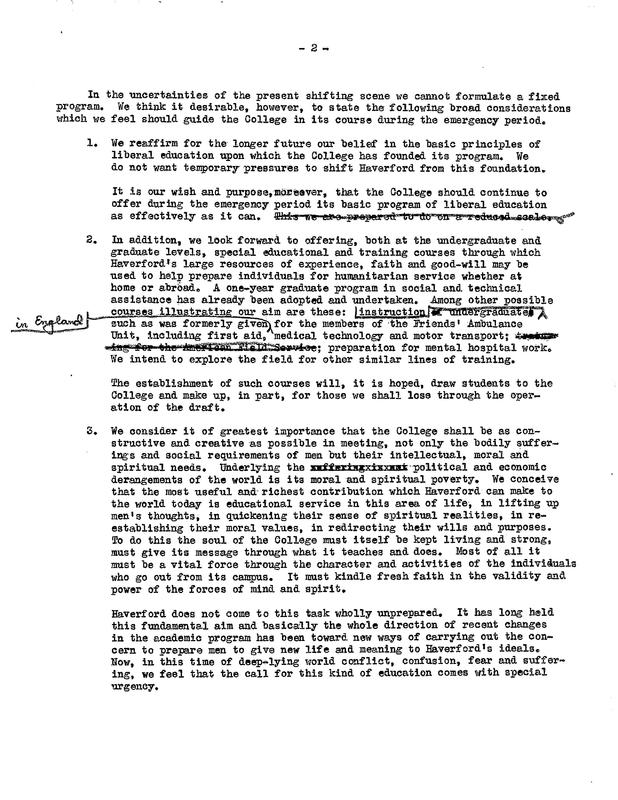 - 2 -
In the uncertainties of the present shifting scene we cannot formulate a fixed
program. We think it desirable, however, to state the following broad considerations
which we feel should guide the College in its course during the emergency period.
1. We reaffirm for the longer future our belief in the basic principles of
liberal education upon which the College has founded its program. We
do not want temporary pressures to shift Haverford from this foundation.
It is our wish and purpose,moreover, that the College should continue to
offer during the emergency period its basic program of liberal education
as effectively as it can. This we are prepared to do on a reduced scale.
2. In addition, we look forward to offering, both at the undergraduate and
graduate levels, special educational and training courses through which
Haverford's large resources of experience, faith and good-will may be
used to help prepare individuals for humanitarian service whether at
home or abroad. A one-year graduate program in social and technical
assistance has already been adopted and undertaken. Among other possible
courses illustrating our aim are these: instruction undergraduates
in England
such as was formerly given for the members of the Friends' Ambulance
Unit, including first aid, medical technology and motor transport; train-
ing for the American Field Service; preparation for mental hospital work.
We intend to explore the field for other similar lines of training.
The establishment of such courses will, it is hoped, draw students to the
College and make up, in part, for those we shall lose through the oper-
ation of the draft.
3. We consider it of greatest importance that the College shall be as con-
structive and creative as possible in meeting, not only the bodily suffer-
ings and social requirements of men but their intellectual, moral and
spiritual needs. Underlying the political and economic
derangements of the world is its moral and spiritual poverty. We conceive
that the most useful and richest contribution which Haverford can make to
the world today is educational service in this area of life, in lifting up
men's thoughts, in quickening their sense of spiritual realities, in re-
establishing their moral values, in redirecting their wills and purposes.
To do this the soul of the College must itself be kept living and strong,
must give its message through what it teaches and does. Most of all it
must be a vital force through the character and activities of the individuals
who go out from its campus. It must kindle fresh faith in the validity and
power of the forces of mind and spirit.
Haverford does not come to this task wholly unprepared. It has long held
this fundamental aim and basically the whole direction of recent changes
in the academic program has been toward new ways of carrying out the con-
cern to prepare men to give new life and meaning to Haverford's ideals.
Now, in this time of deep-lying world conflict, confusion, fear and suffer-
ing, we feel that the call for this kind of education comes with special
urgency.